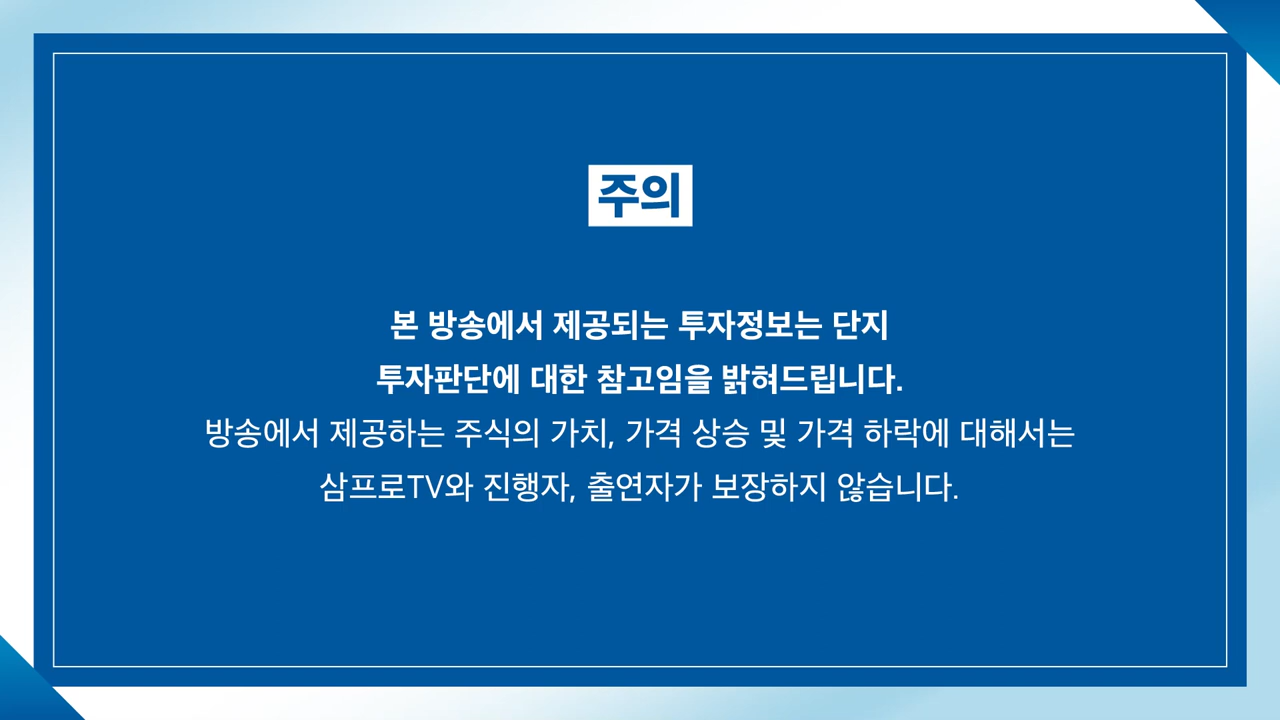 주의
본 방송에서 제공되는 투자정보는 단지
투자판단에 대한 참고임을 밝혀드립니다.
방송에서 제공하는 주식의 가치, 가격 상승 및 가격 하락에 대해서는
삼프로TV와 진행자, 출연자가 보장하지 않습니다.